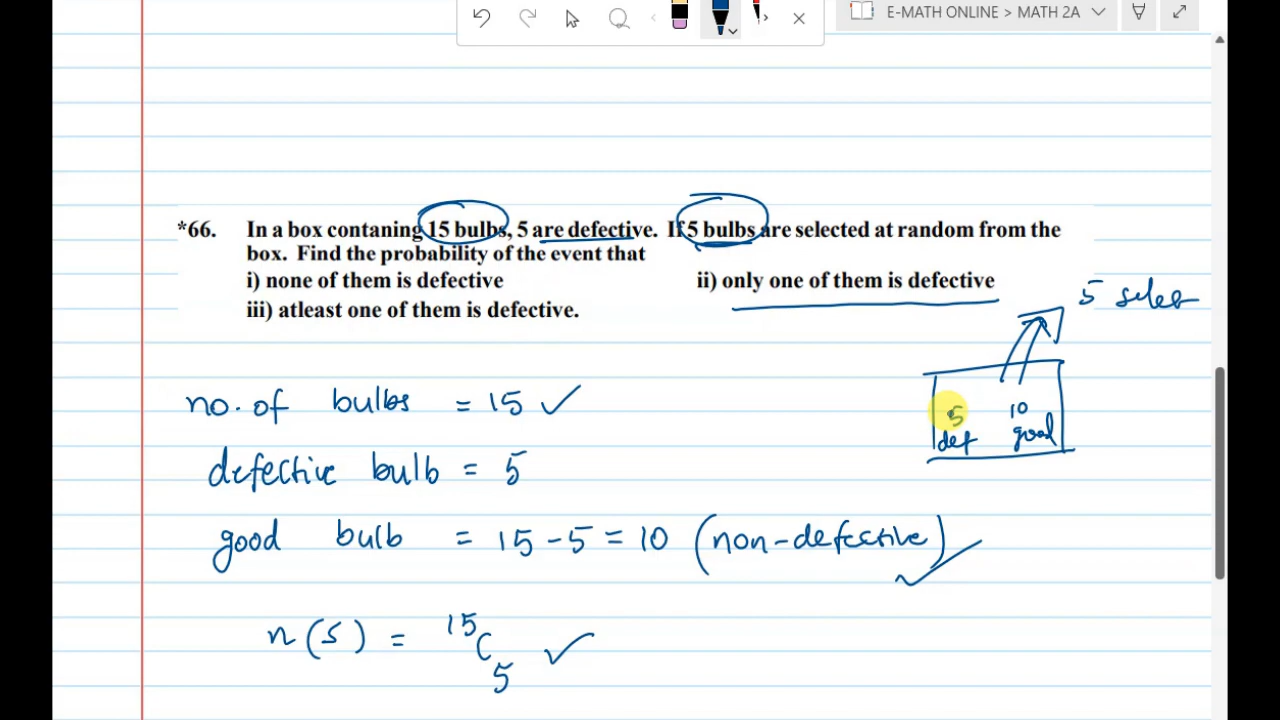 E-MATH ONLINE > MATH 2A
*66. In a box contaning 15 bulbs, 5 are defective. If 5 bulbs are selected at random from the
box. Find the probability of the event that
i) none of them is defective ii) only one of them is defective
iii) atleast one of them is defective.
5 selec
no. of bulbs = 15 ✓
5 10
def good
defective bulb = 5
good bulb = 15 - 5 = 10 (non-defective) ✓
n(S) = 15C5 ✓